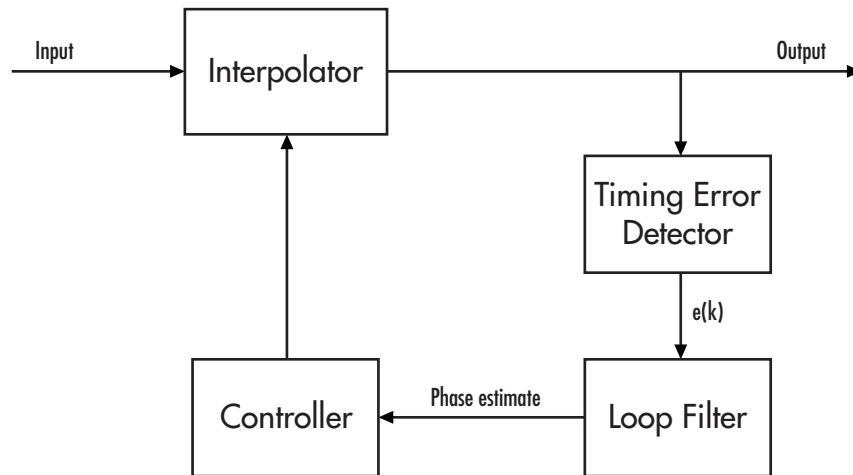 Input
Interpolator
Output
Timing Error
Detector
e(k)
Loop Filter
Phase estimate
Controller